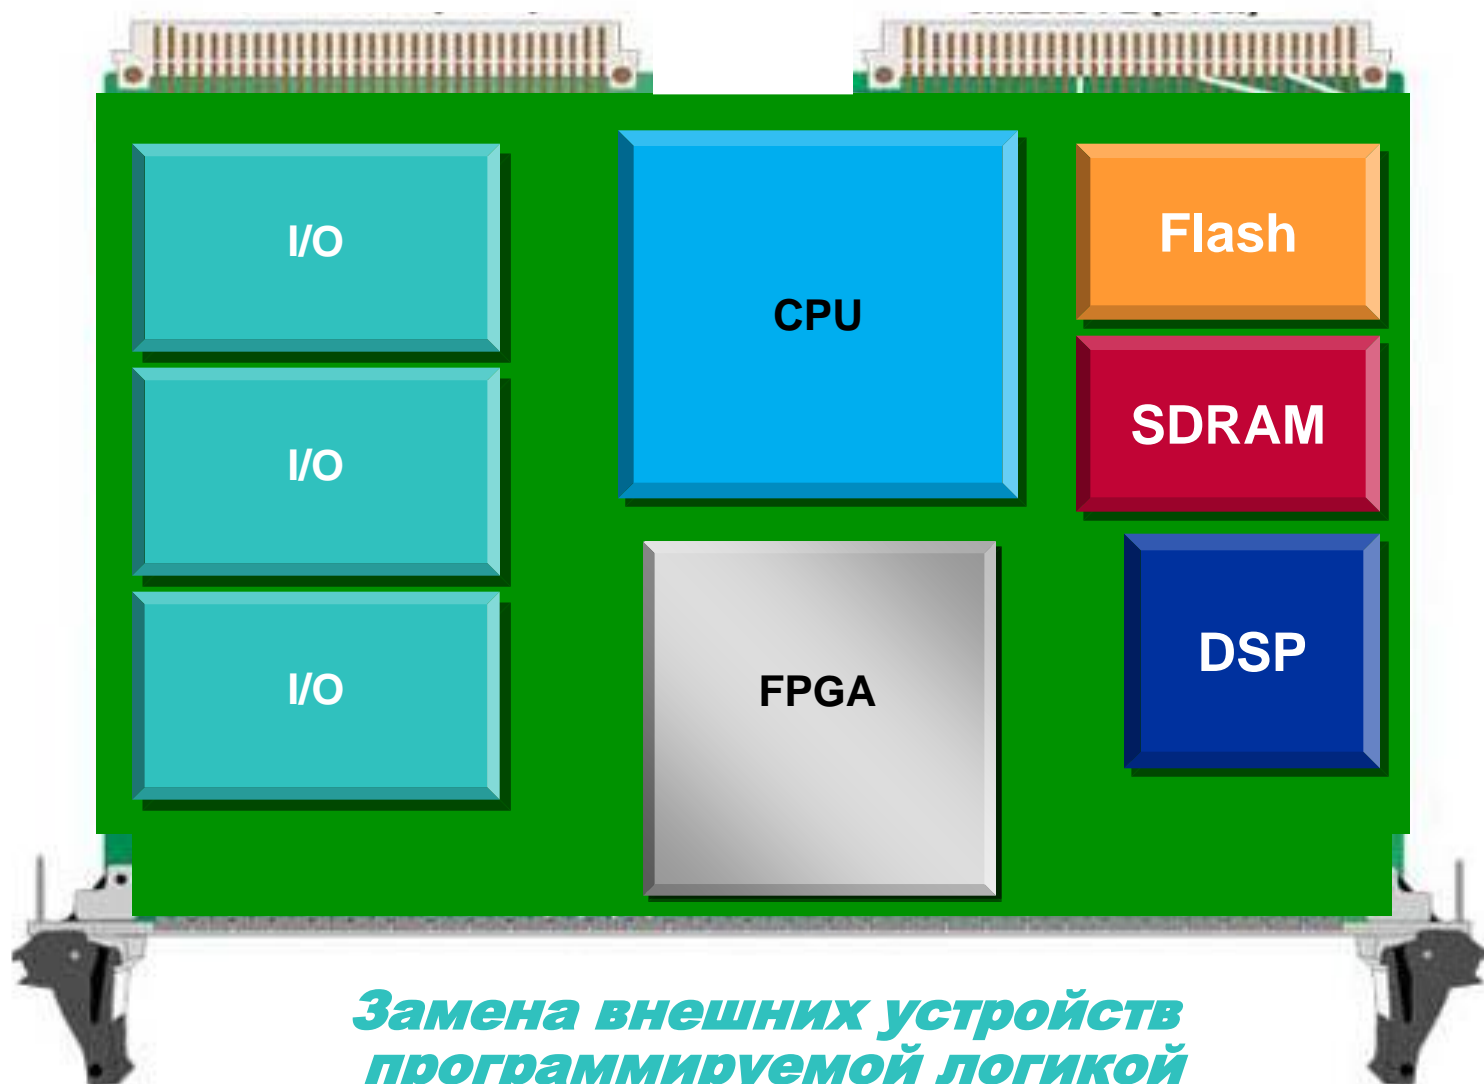 I/O
CPU
Flash
I/O
SDRAM
I/O
FPGA
DSP
Замена внешних устройств
программируемой логикой